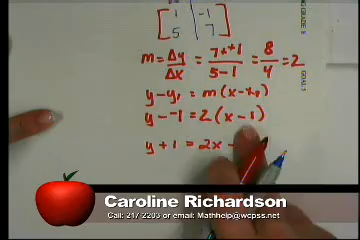 1 | -1
5 | 7
m = Δy/Δx = 7 + +1 / 5 - 1 = 8/4 = 2
y - y₁ = m(x - x₁)
y - -1 = 2(x - 1)
y + 1 = 2x -
Caroline Richardson
Call: 217-2203 or email: Mathhelp@wcpss.net